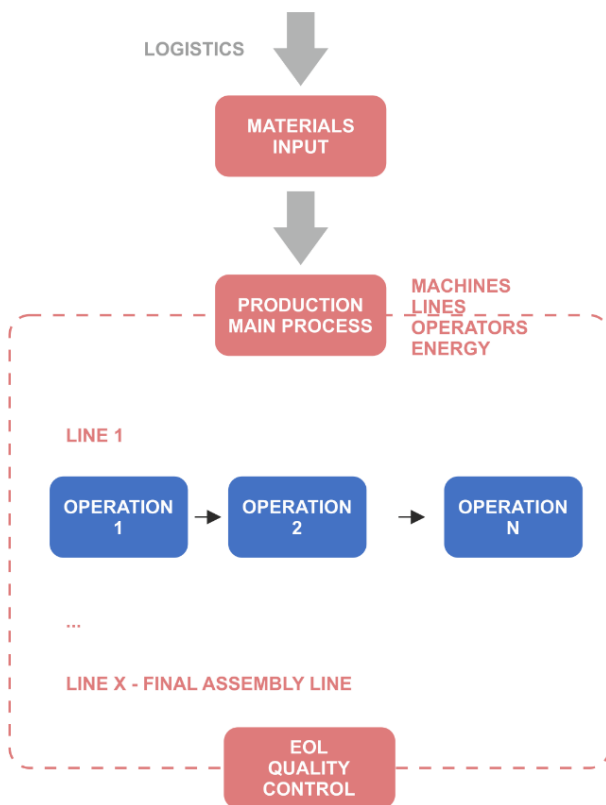 LOGISTICS
MATERIALS
INPUT
PRODUCTION
MAIN PROCESS
MACHINES
LINES
OPERATORS
ENERGY
LINE 1
OPERATION
1
OPERATION
2
OPERATION
N
...
LINE X - FINAL ASSEMBLY LINE
EOL
QUALITY
CONTROL